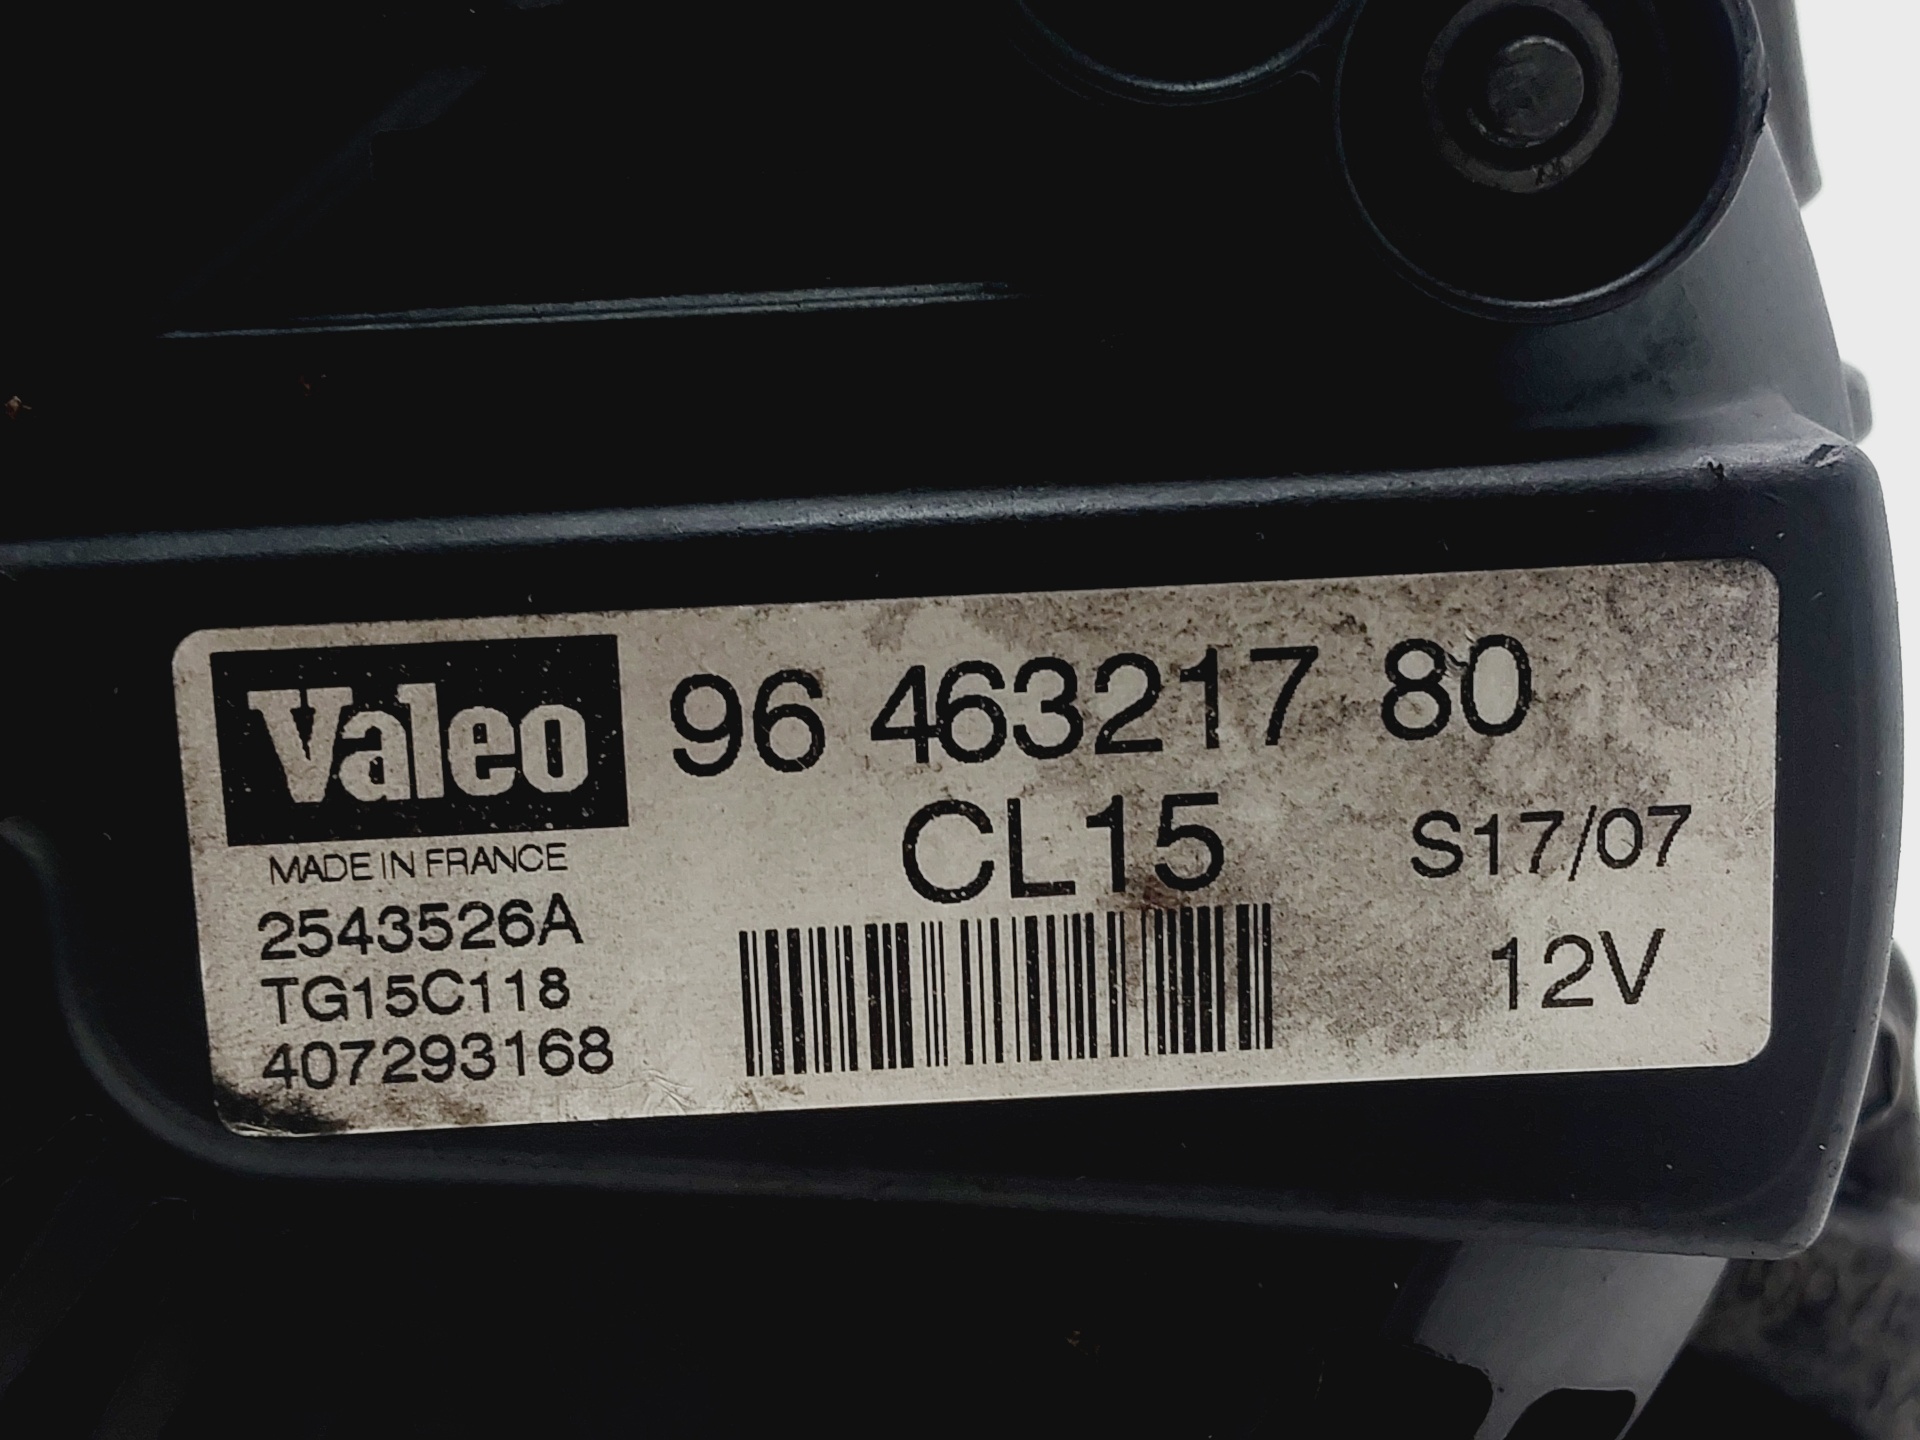 Valeo
96 463217 80
CL15
S17/07
MADE IN FRANCE
2543526A
TG15C118
407293168
12V